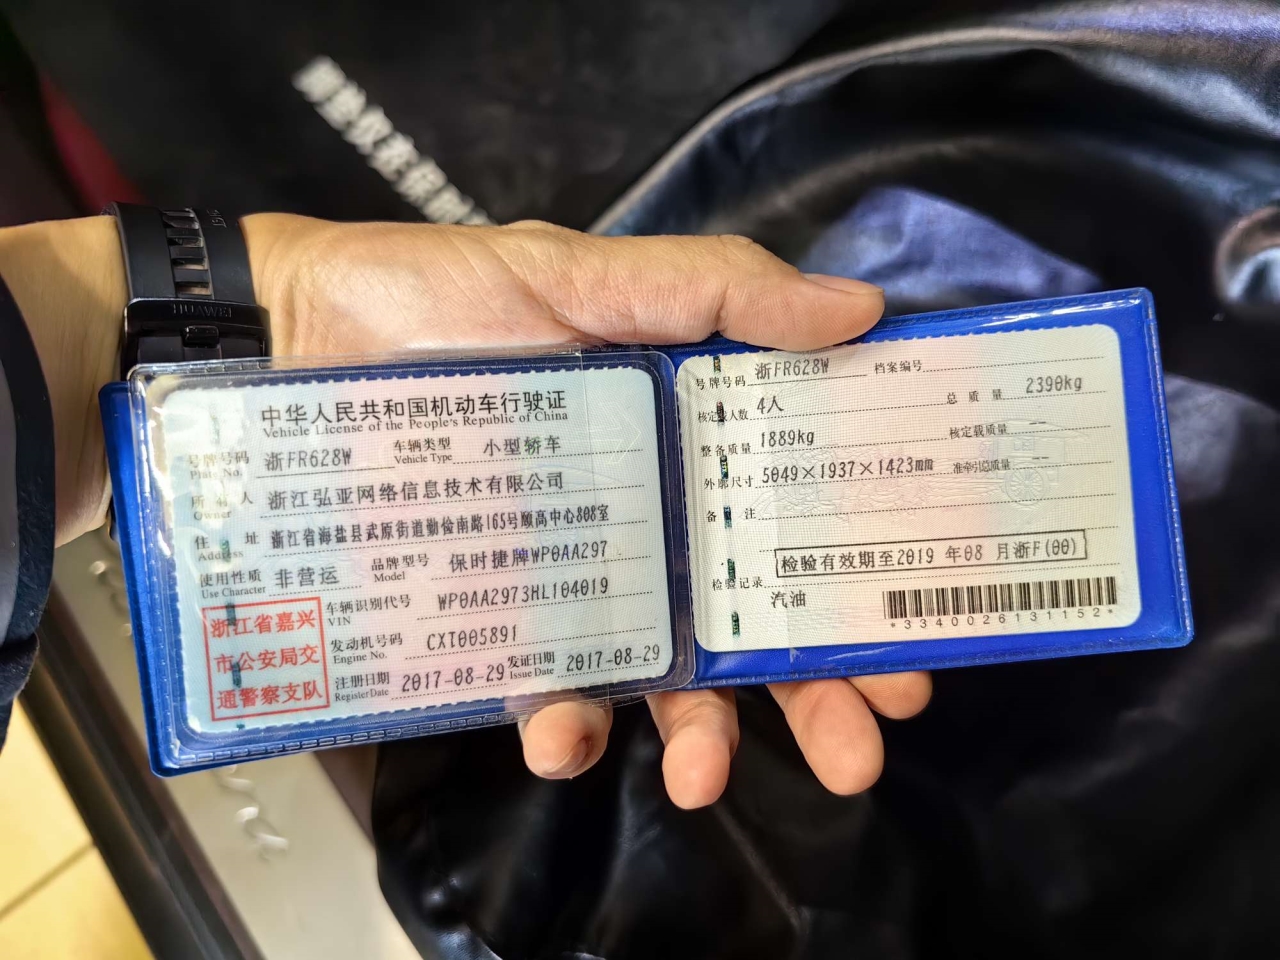 HUAWEI
中华人民共和国机动车行驶证
Vehicle License of the People's Republic of China
号牌号码 浙FR628W 车辆类型 小型轿车
Plate No. Vehicle Type
所有人 浙江弘亚网络信息技术有限公司
Owner
住址 浙江省海盐县武原街道勤俭南路165号颐高中心808室
Address
使用性质 非营运 品牌型号 保时捷牌WP0AA297
Use Character Model
浙江省嘉兴
市公安局交
通警察支队
车辆识别代号 WP0AA2973HL104019
VIN
发动机号码 CXT005891
Engine No.
注册日期 2017-08-29 发证日期 2017-08-29
Register Date Issue Date
号牌号码 浙FR628W 档案编号
核定载人数 4人 总质量 2390kg
整备质量 1889kg 核定载质量 --
外廓尺寸 5049×1937×1423mm 准牵引总质量 --
备注
检验有效期至2019 年08 月浙F(00)
检验记录
汽油
*3340026131152*